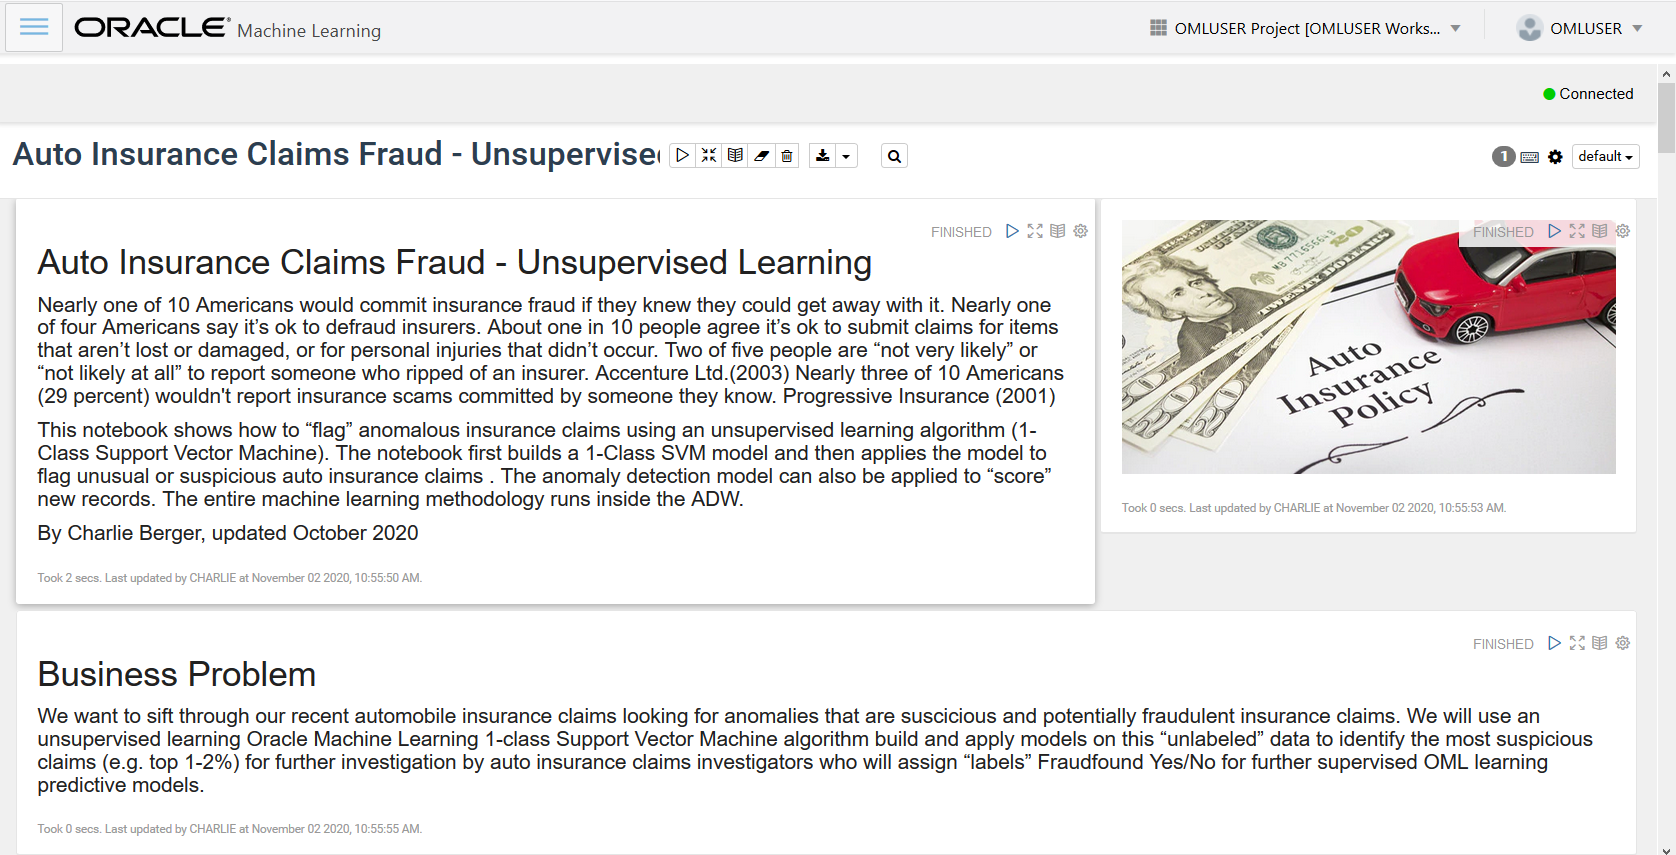 ORACLE® Machine Learning
OMLUSER Project [OMLUSER Works...
OMLUSER
Connected
Auto Insurance Claims Fraud - Unsupervise
1
default
FINISHED
Auto Insurance Claims Fraud - Unsupervised Learning
Nearly one of 10 Americans would commit insurance fraud if they knew they could get away with it. Nearly one
of four Americans say it’s ok to defraud insurers. About one in 10 people agree it’s ok to submit claims for items
that aren’t lost or damaged, or for personal injuries that didn’t occur. Two of five people are “not very likely” or
“not likely at all” to report someone who ripped of an insurer. Accenture Ltd.(2003) Nearly three of 10 Americans
(29 percent) wouldn't report insurance scams committed by someone they know. Progressive Insurance (2001)
This notebook shows how to “flag” anomalous insurance claims using an unsupervised learning algorithm (1-
Class Support Vector Machine). The notebook first builds a 1-Class SVM model and then applies the model to
flag unusual or suspicious auto insurance claims . The anomaly detection model can also be applied to “score”
new records. The entire machine learning methodology runs inside the ADW.
By Charlie Berger, updated October 2020
Took 2 secs. Last updated by CHARLIE at November 02 2020, 10:55:50 AM.
FINISHED
20
20
20
Auto
Insurance
Policy
Took 0 secs. Last updated by CHARLIE at November 02 2020, 10:55:53 AM.
FINISHED
Business Problem
We want to sift through our recent automobile insurance claims looking for anomalies that are suscicious and potentially fraudulent insurance claims. We will use an
unsupervised learning Oracle Machine Learning 1-class Support Vector Machine algorithm build and apply models on this “unlabeled” data to identify the most suspicious
claims (e.g. top 1-2%) for further investigation by auto insurance claims investigators who will assign “labels” Fraudfound Yes/No for further supervised OML learning
predictive models.
Took 0 secs. Last updated by CHARLIE at November 02 2020, 10:55:55 AM.